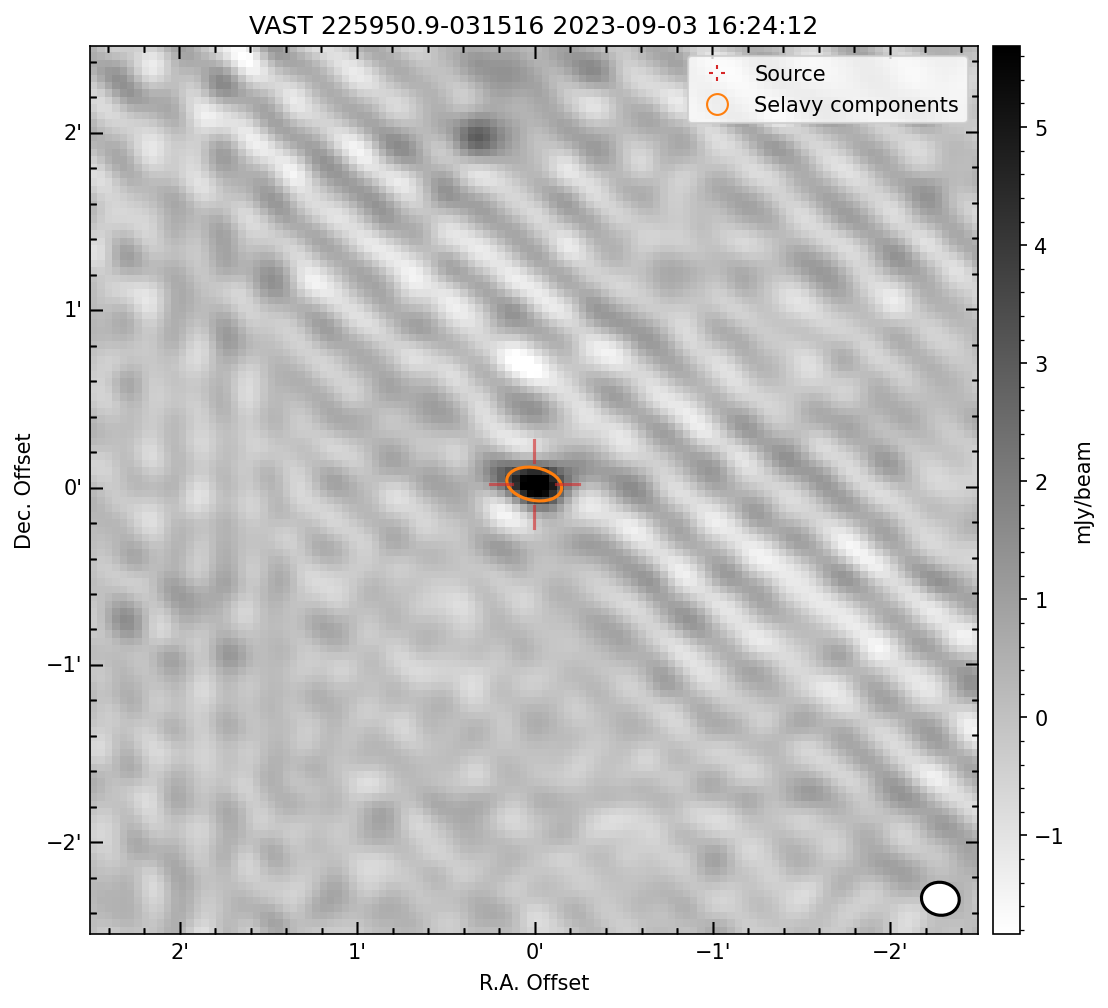 VAST 225950.9-031516 2023-09-03 16:24:12
Source
Selavy components
2'
1'
0'
−1'
−2'
Dec. Offset
2'
1'
0'
−1'
−2'
R.A. Offset
5
4
3
2
1
0
−1
mJy/beam